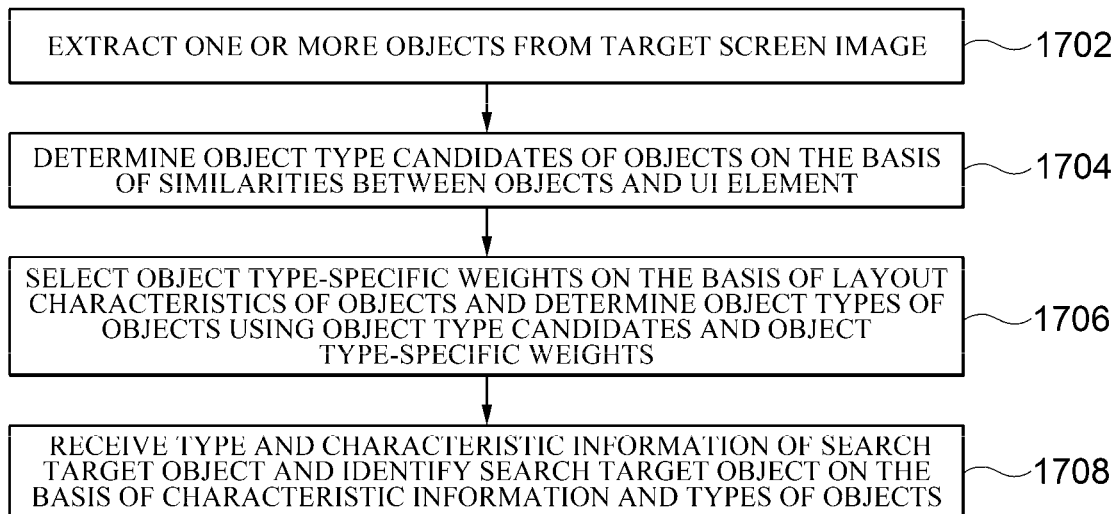 EXTRACT ONE OR MORE OBJECTS FROM TARGET SCREEN IMAGE
1702
DETERMINE OBJECT TYPE CANDIDATES OF OBJECTS ON THE BASIS
OF SIMILARITIES BETWEEN OBJECTS AND UI ELEMENT
1704
SELECT OBJECT TYPE-SPECIFIC WEIGHTS ON THE BASIS OF LAYOUT
CHARACTERISTICS OF OBJECTS AND DETERMINE OBJECT TYPES OF
OBJECTS USING OBJECT TYPE CANDIDATES AND OBJECT
TYPE-SPECIFIC WEIGHTS
1706
RECEIVE TYPE AND CHARACTERISTIC INFORMATION OF SEARCH
TARGET OBJECT AND IDENTIFY SEARCH TARGET OBJECT ON THE
BASIS OF CHARACTERISTIC INFORMATION AND TYPES OF OBJECTS
1708